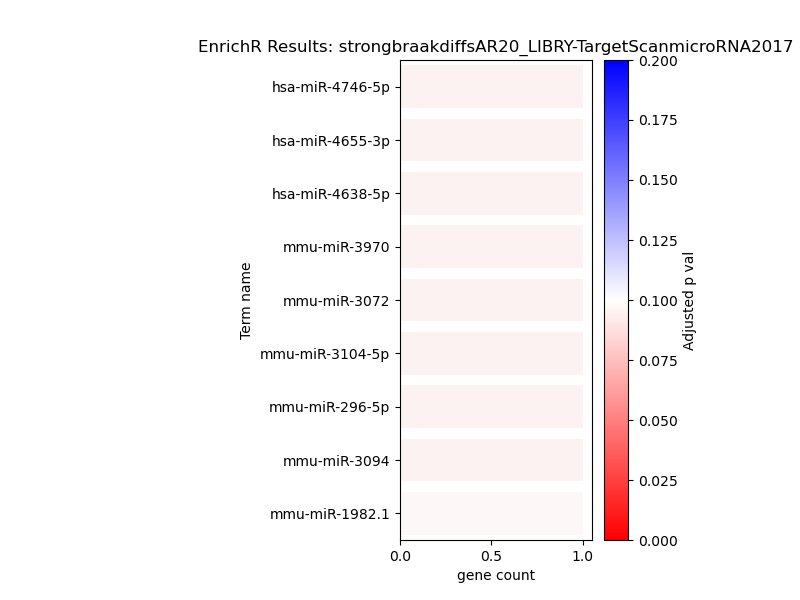 EnrichR Results: strongbraakdiffsAR20_LIBRY-TargetScanmicroRNA2017
hsa-miR-4746-5p
hsa-miR-4655-3p
hsa-miR-4638-5p
mmu-miR-3970
mmu-miR-3072
mmu-miR-3104-5p
mmu-miR-296-5p
mmu-miR-3094
mmu-miR-1982.1
Term name
0.0
0.5
1.0
gene count
0.200
0.175
0.150
0.125
0.100
0.075
0.050
0.025
0.000
Adjusted p val